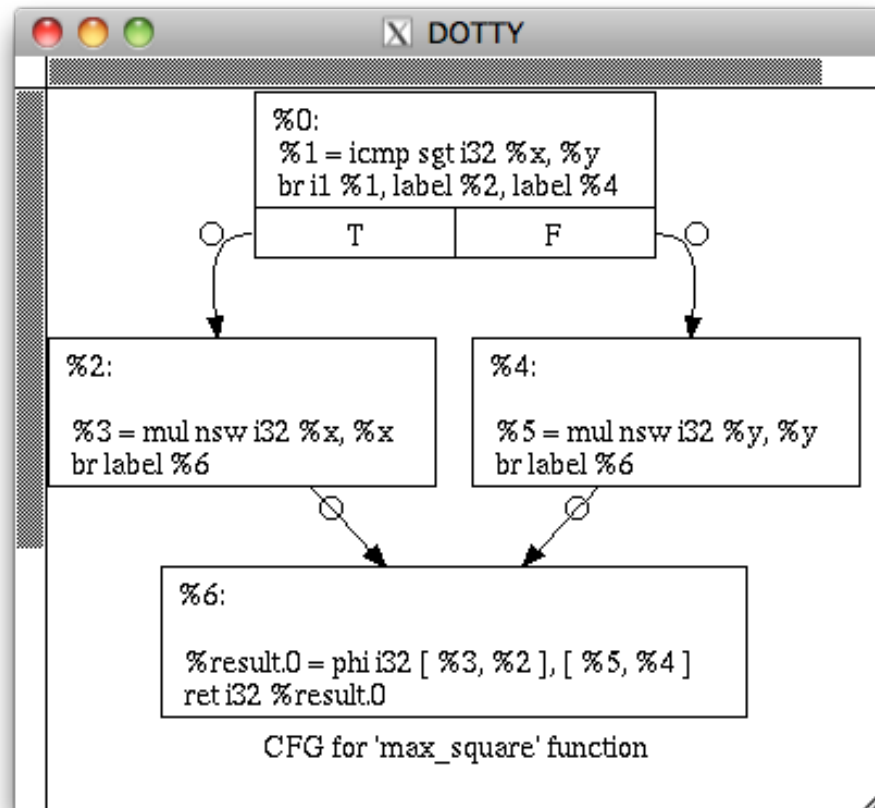 X DOTTY
%0:
%1 = icmp sgt i32 %x, %y
br i1 %1, label %2, label %4
T
F
%2:
%3 = mul nsw i32 %x, %x
br label %6
%4:
%5 = mul nsw i32 %y, %y
br label %6
%6:
%result.0 = phi i32 [ %3, %2 ], [ %5, %4 ]
ret i32 %result.0
CFG for 'max_square' function